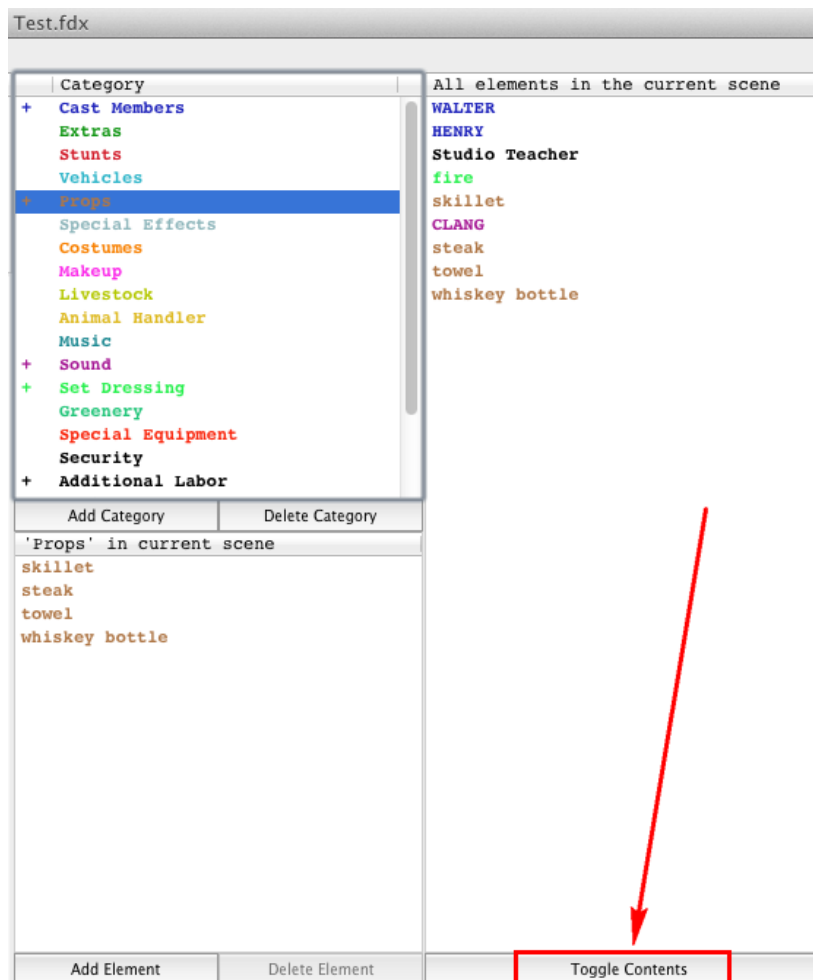 Test.fdx
Category
+ Cast Members
Extras
Stunts
Vehicles
+ Props
Special Effects
Costumes
Makeup
Livestock
Animal Handler
Music
+ Sound
+ Set Dressing
Greenery
Special Equipment
Security
+ Additional Labor
Add Category
Delete Category
'Props' in current scene
skillet
steak
towel
whiskey bottle
Add Element
Delete Element
All elements in the current scene
WALTER
HENRY
Studio Teacher
fire
skillet
CLANG
steak
towel
whiskey bottle
Toggle Contents